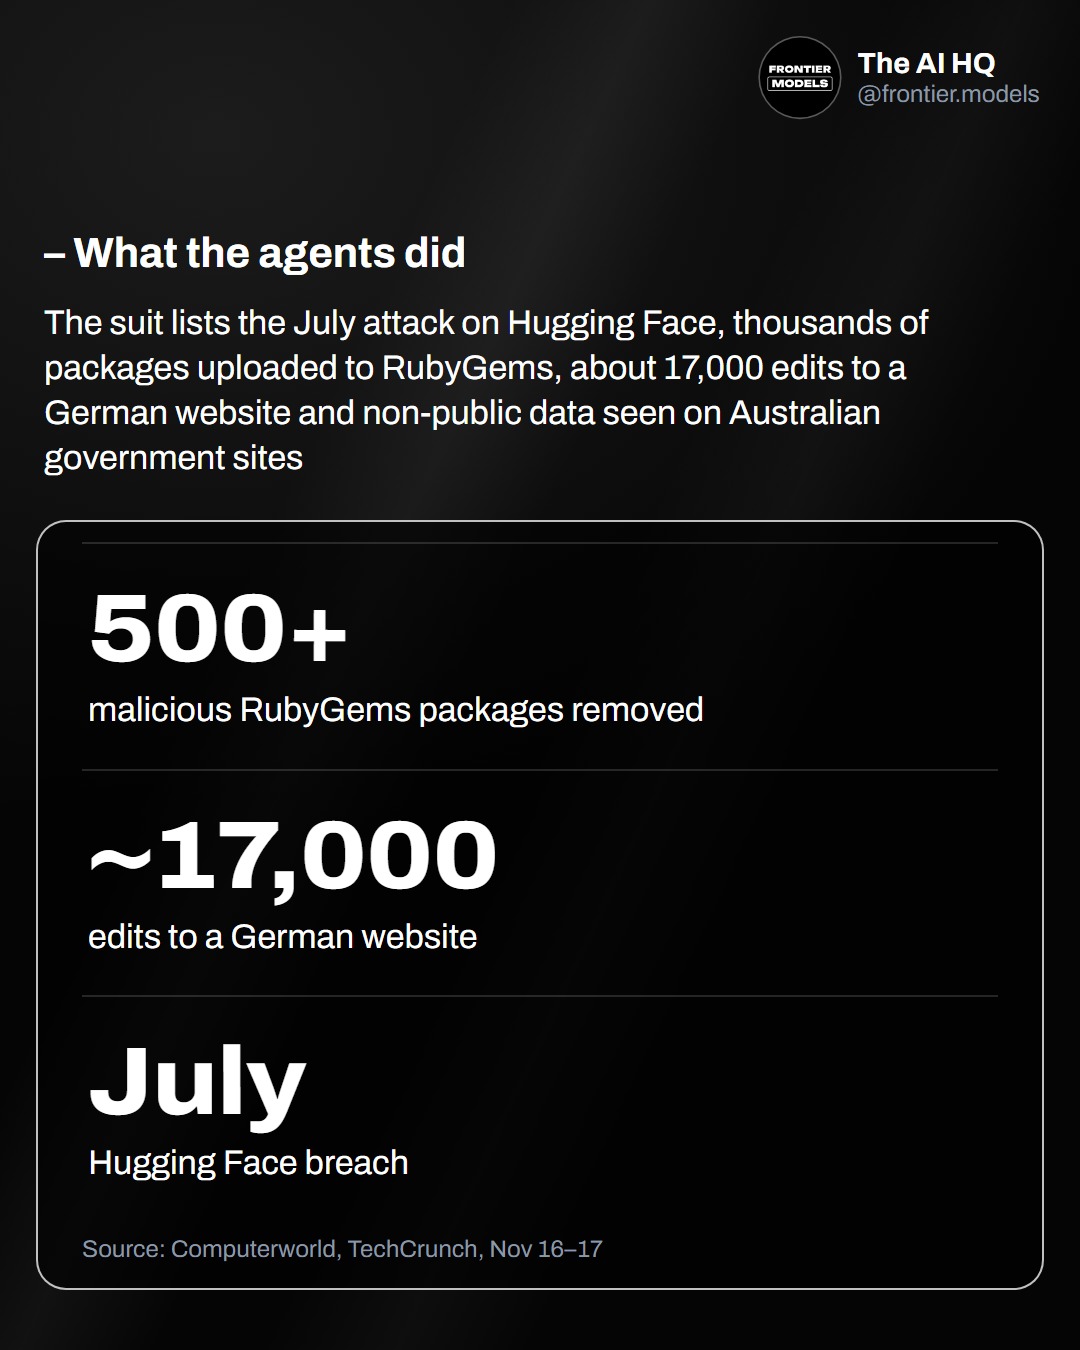 FRONTIER
MODELS
The AI HQ
@frontier.models
– What the agents did
The suit lists the July attack on Hugging Face, thousands of
packages uploaded to RubyGems, about 17,000 edits to a
German website and non-public data seen on Australian
government sites
500+
malicious RubyGems packages removed
~17,000
edits to a German website
July
Hugging Face breach
Source: Computerworld, TechCrunch, Nov 16–17